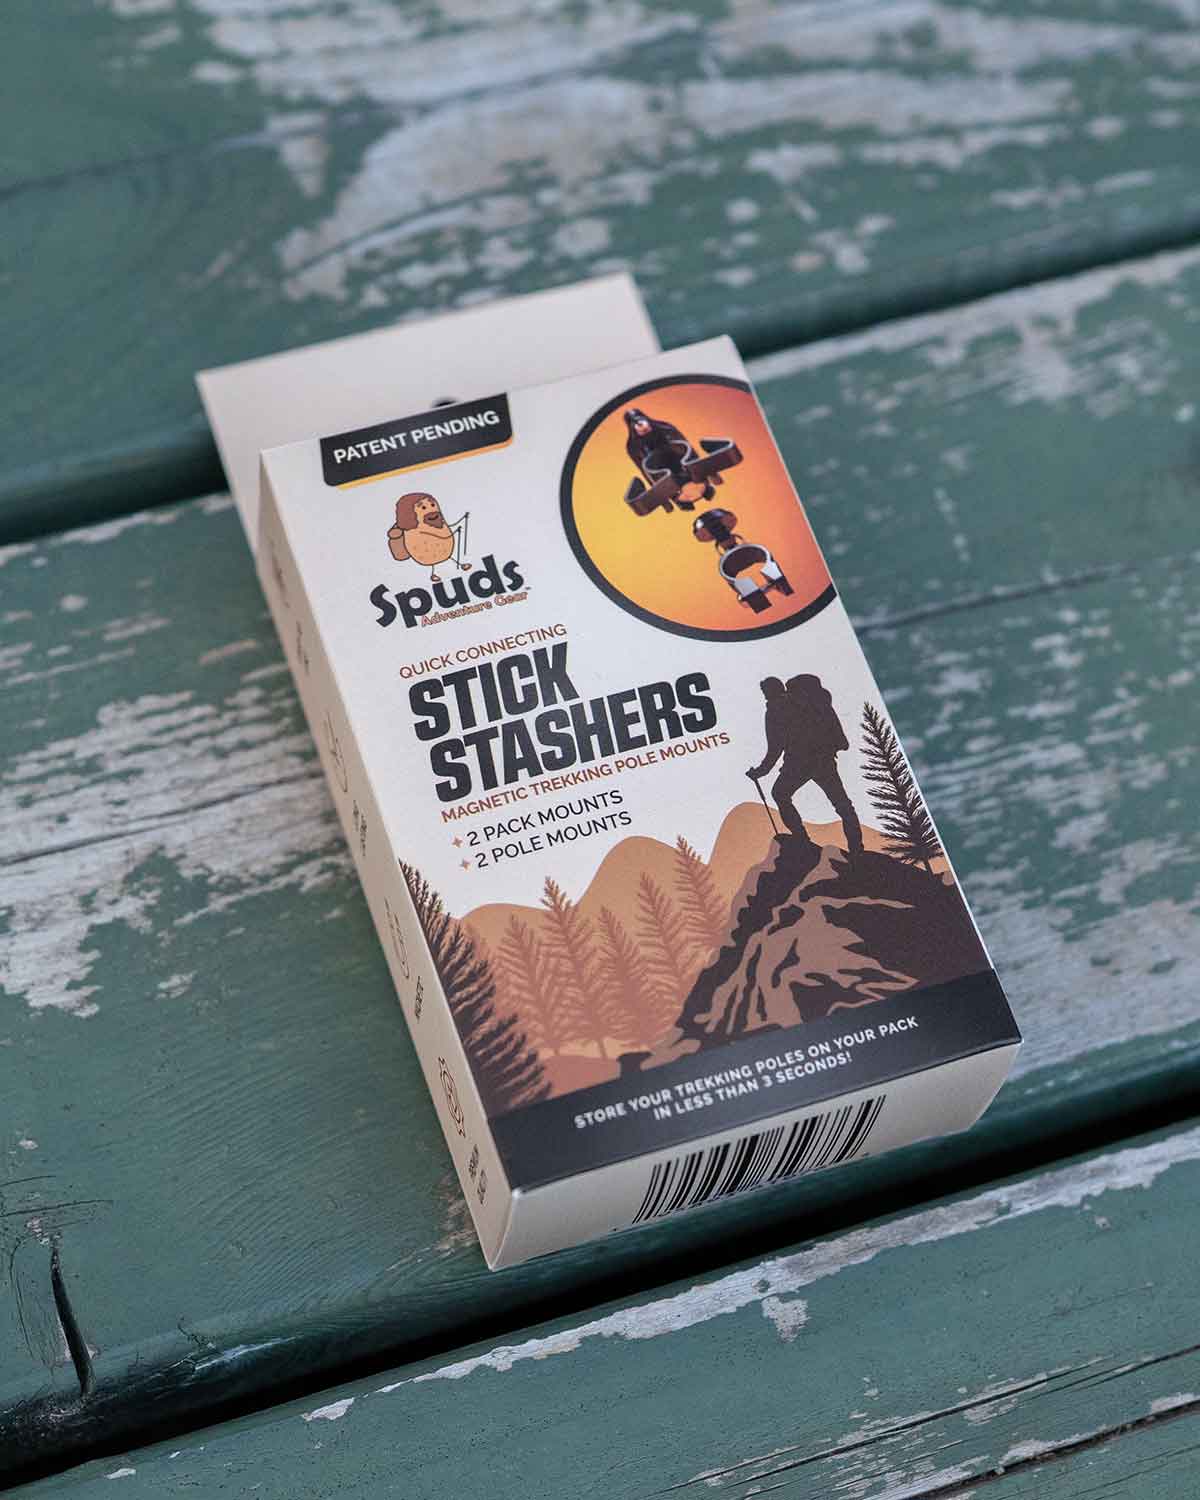 PATENT PENDING
Spuds™
Adventure Gear
QUICK CONNECTING
STICK
STASHERS
MAGNETIC TREKKING POLE MOUNTS
✦ 2 PACK MOUNTS
✦ 2 POLE MOUNTS
STORE YOUR TREKKING POLES ON YOUR PACK
IN LESS THAN 3 SECONDS!